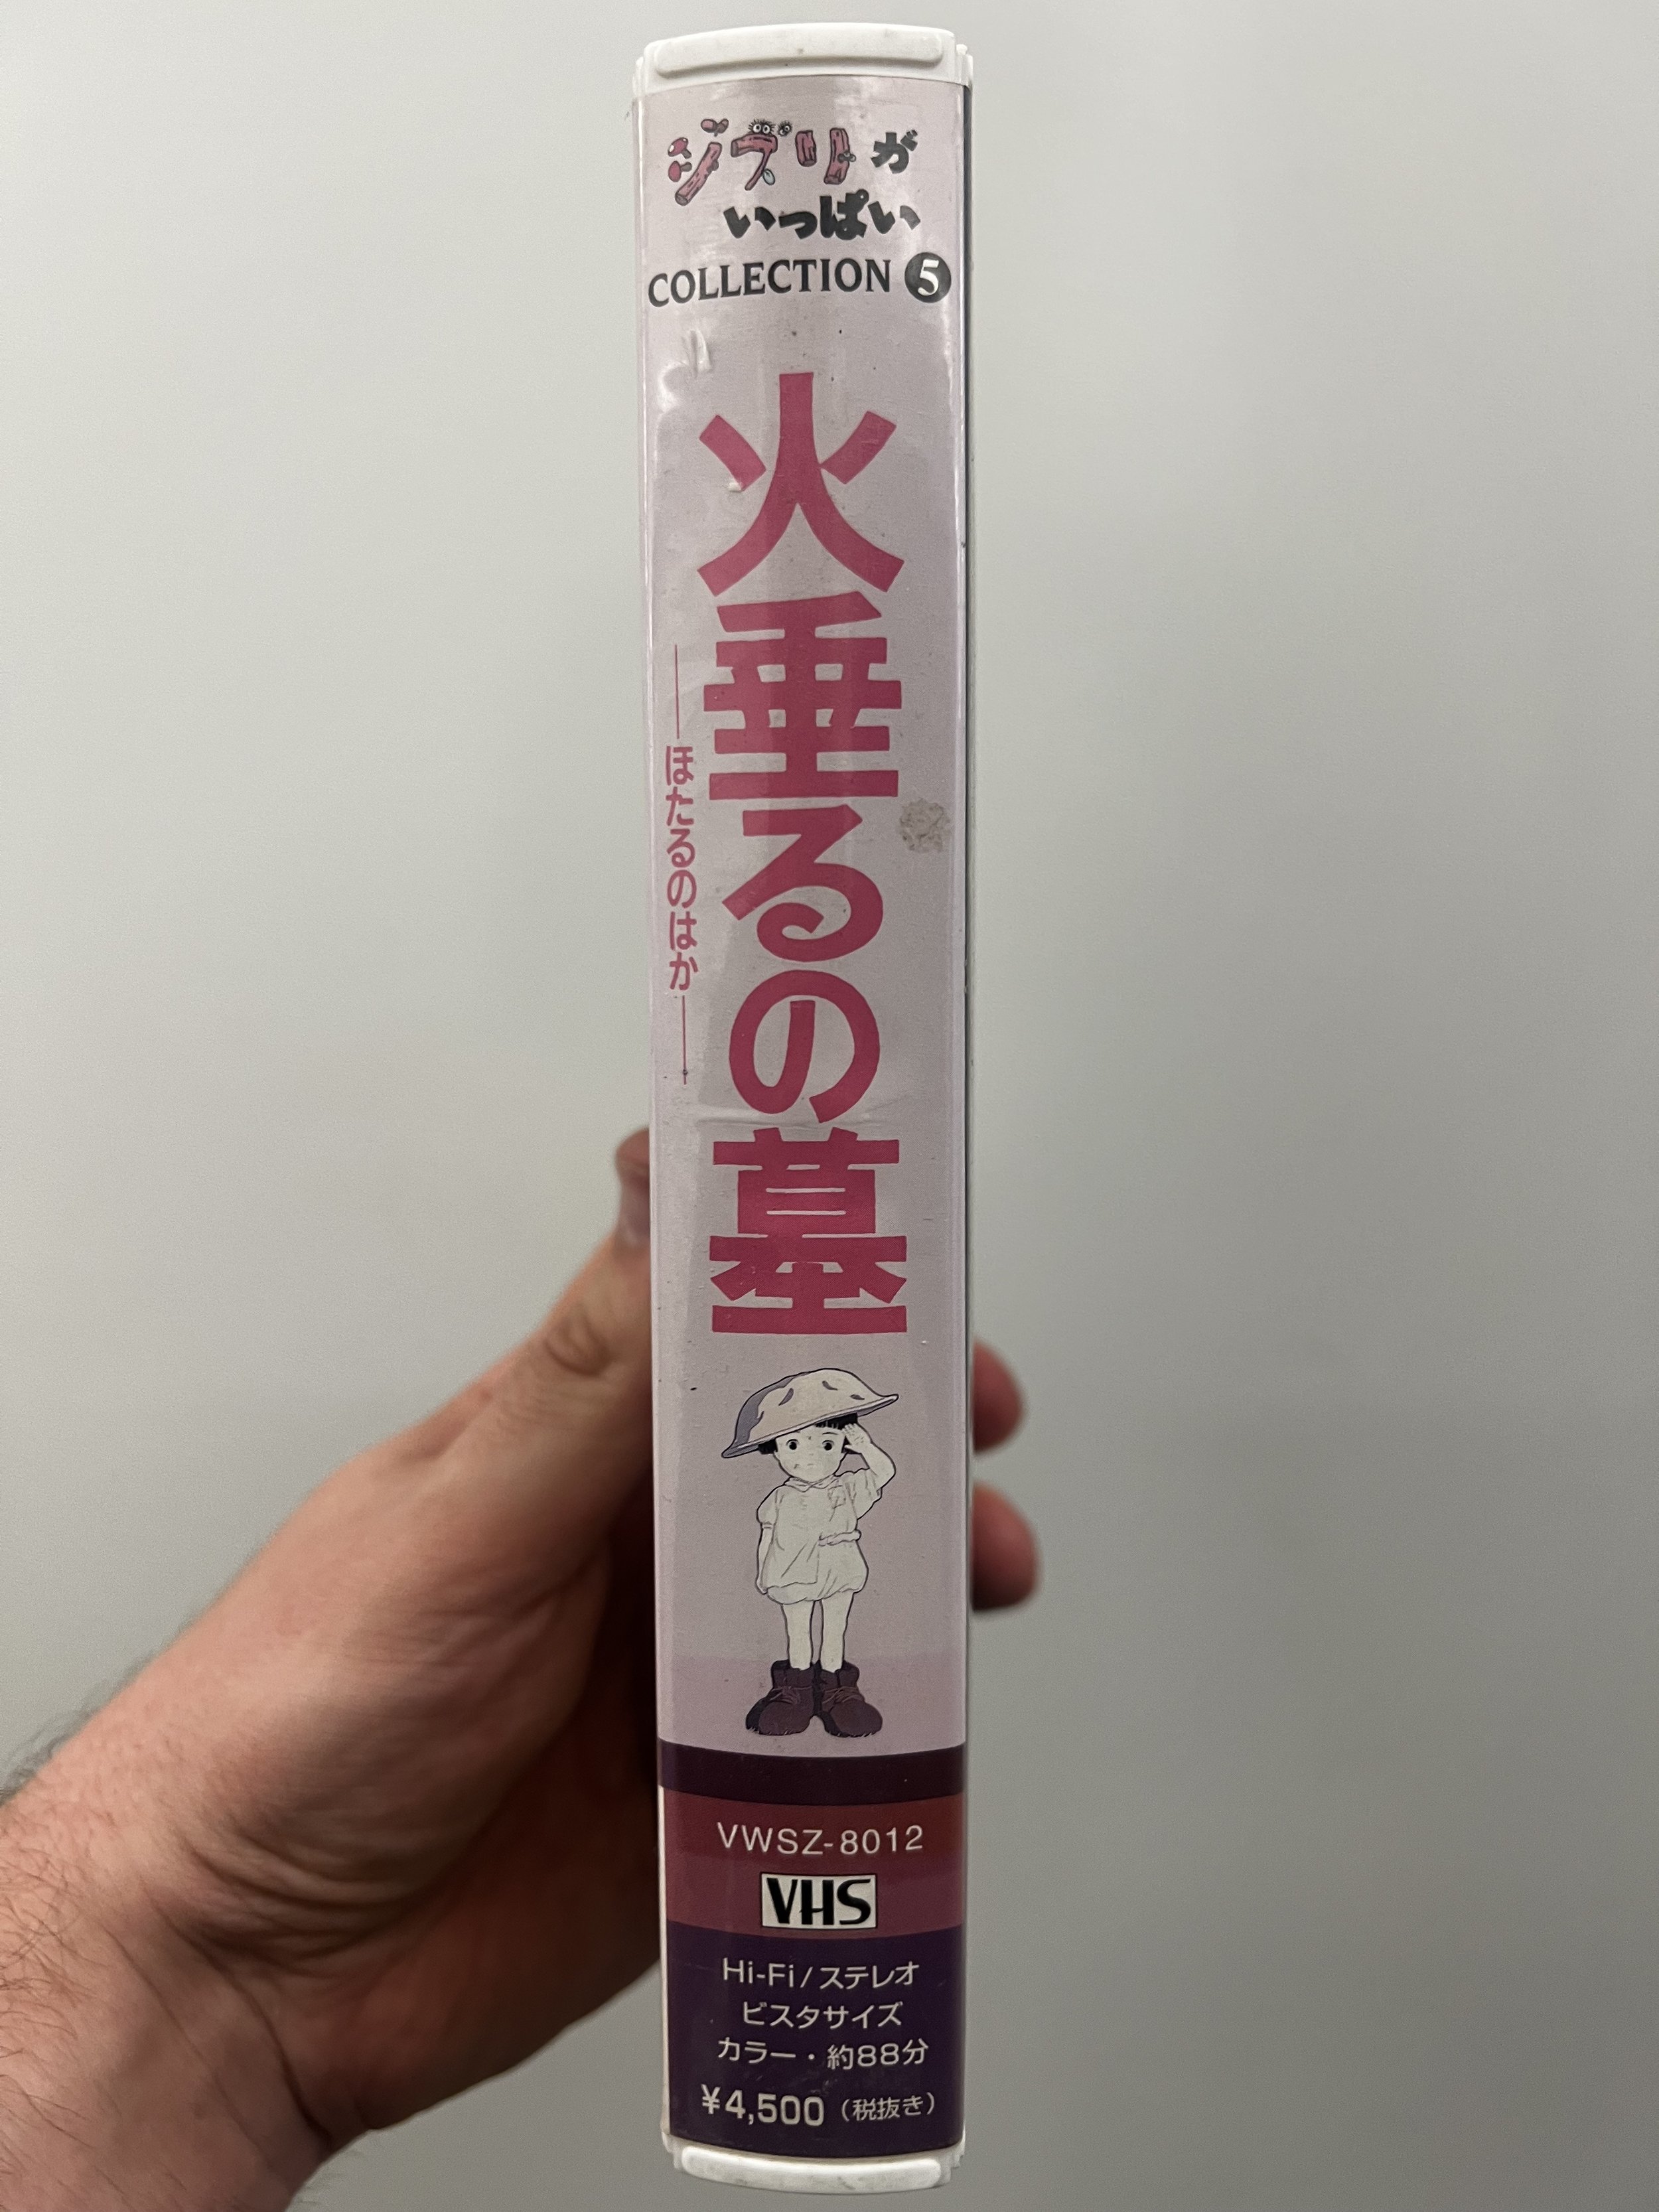 ジブリが
いっぱい
COLLECTION 5
火垂るの墓
ほたるのはか
VWSZ-8012
VHS
Hi-Fi/ステレオ
ビスタサイズ
カラー・約88分
¥4,500(税抜き)